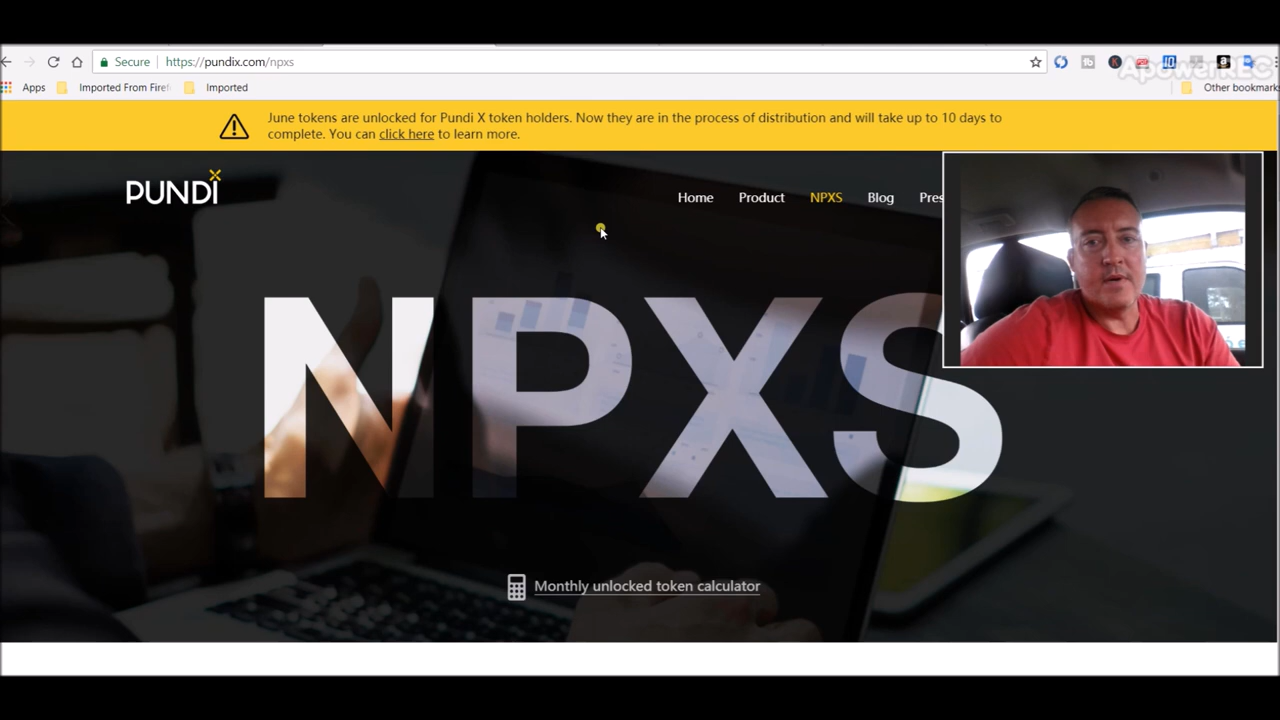 ApowerREC
Secure https://pundix.com/npxs
Apps Imported From Firef Imported Other bookmark
June tokens are unlocked for Pundi X token holders. Now they are in the process of distribution and will take up to 10 days to
complete. You can click here to learn more.
PUNDI X
Home Product NPXS Blog Pres
NPXS
Monthly unlocked token calculator